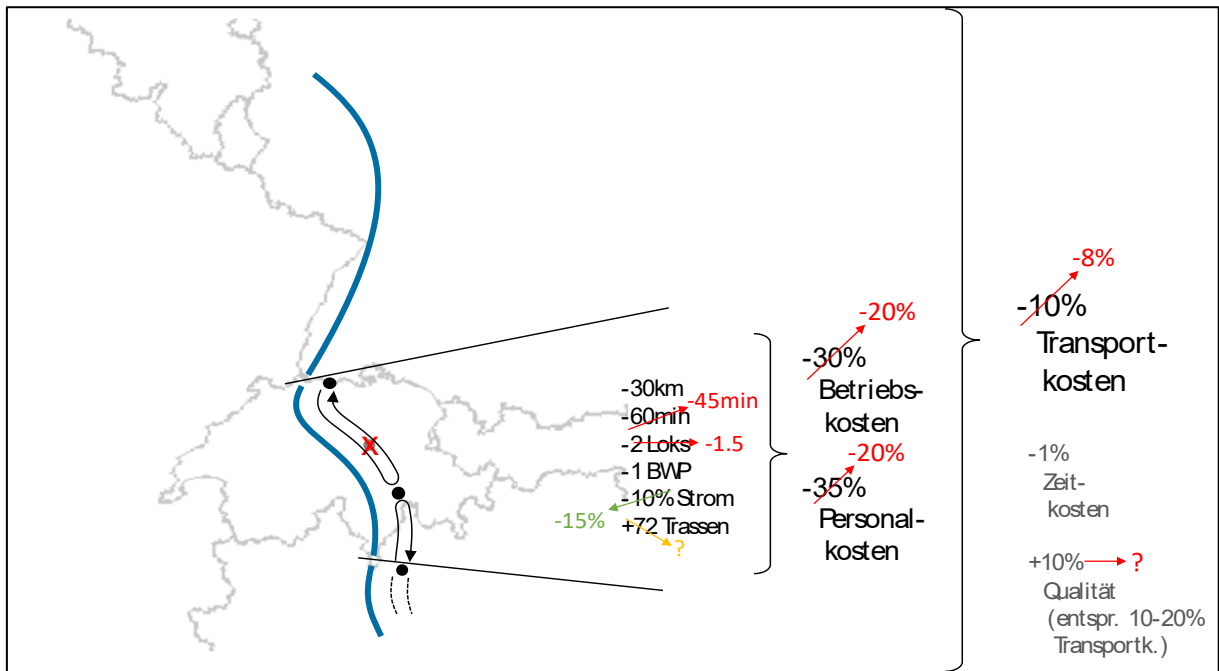 -30km
-60min
-45min
-2 Loks
-1.5
-1 BWP
-10% Strom
-15%
+72 Trassen
?
-20%
-30%
Betriebs-
kosten
-20%
-35%
Personal-
kosten
-8%
-10%
Transport-
kosten
-1%
Zeit-
kosten
+10%
?
Qualität
(entspr. 10-20%
Transportk.)
X